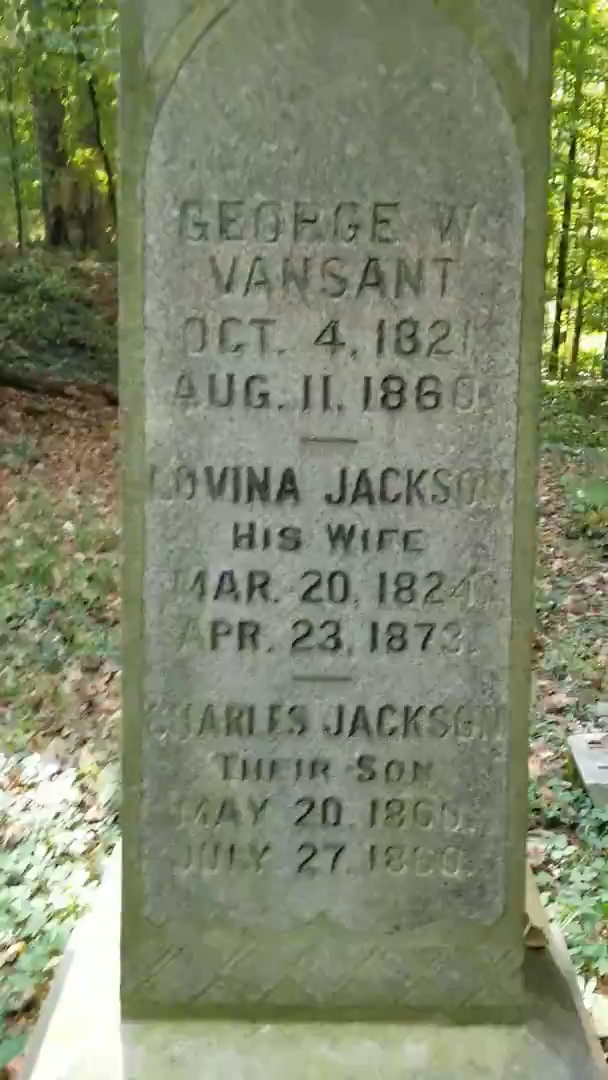 GEORGE W.
VANSANT
OCT. 4, 1821
AUG. 11, 1860.
LOVINA JACKSON
HIS WIFE
MAR. 20, 1824
APR. 23, 1873.
CHARLES JACKSON
THEIR SON
MAY 20, 1860.
JULY 27, 1860.